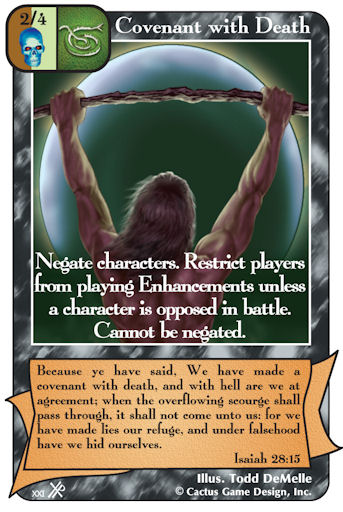 2/4
Covenant with Death
Negate characters. Restrict players
from playing Enhancements unless
a character is opposed in battle.
Cannot be negated.
Because ye have said, We have made a
covenant with death, and with hell are we at
agreement; when the overflowing scourge shall
pass through, it shall not come unto us: for we
have made lies our refuge, and under falsehood
have we hid ourselves.
Isaiah 28:15
XXI
Illus. Todd DeMelle
© Cactus Game Design, Inc.